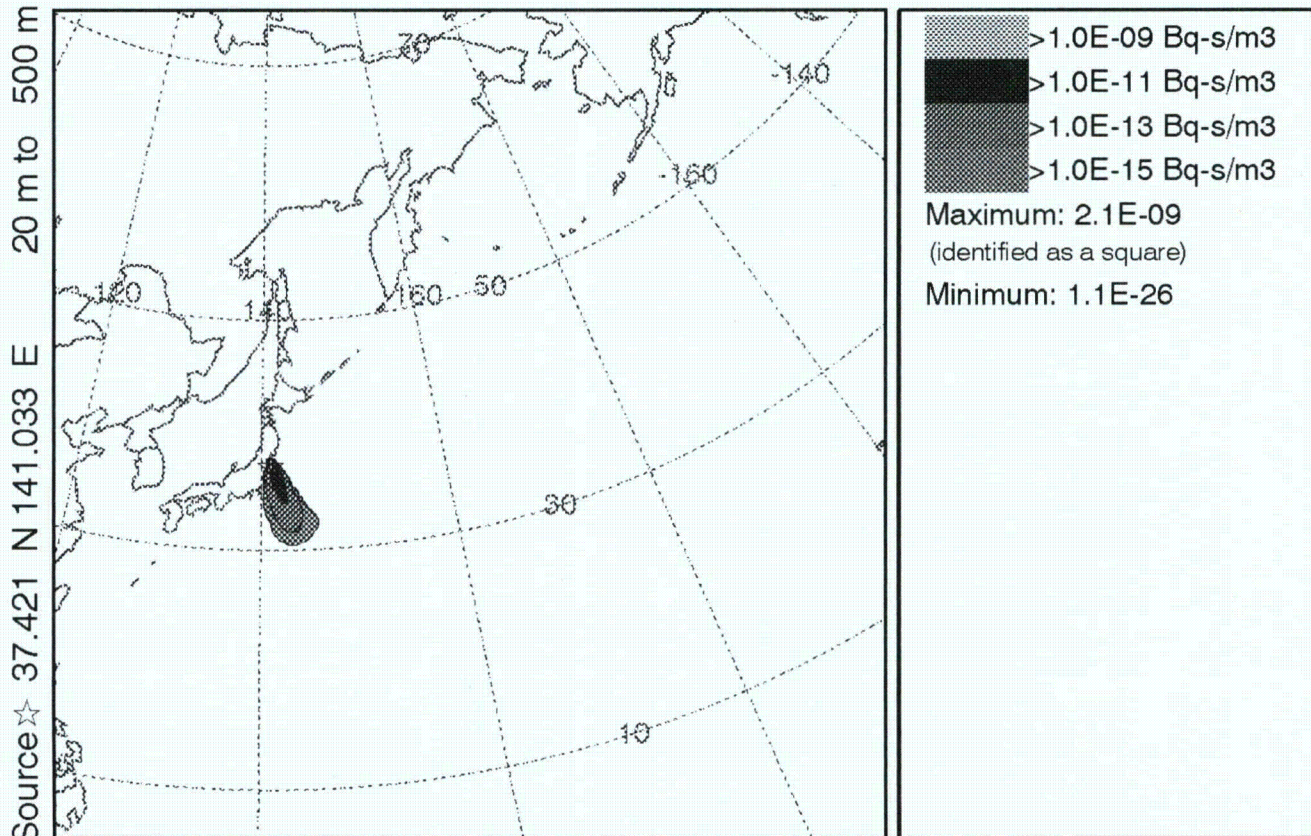 Source ☆ 37.421 N 141.033 E 20 m to 500 m
70
-140
-160
120
140
160
50
30
10
>1.0E-09 Bq-s/m3
>1.0E-11 Bq-s/m3
>1.0E-13 Bq-s/m3
>1.0E-15 Bq-s/m3
Maximum: 2.1E-09
(identified as a square)
Minimum: 1.1E-26